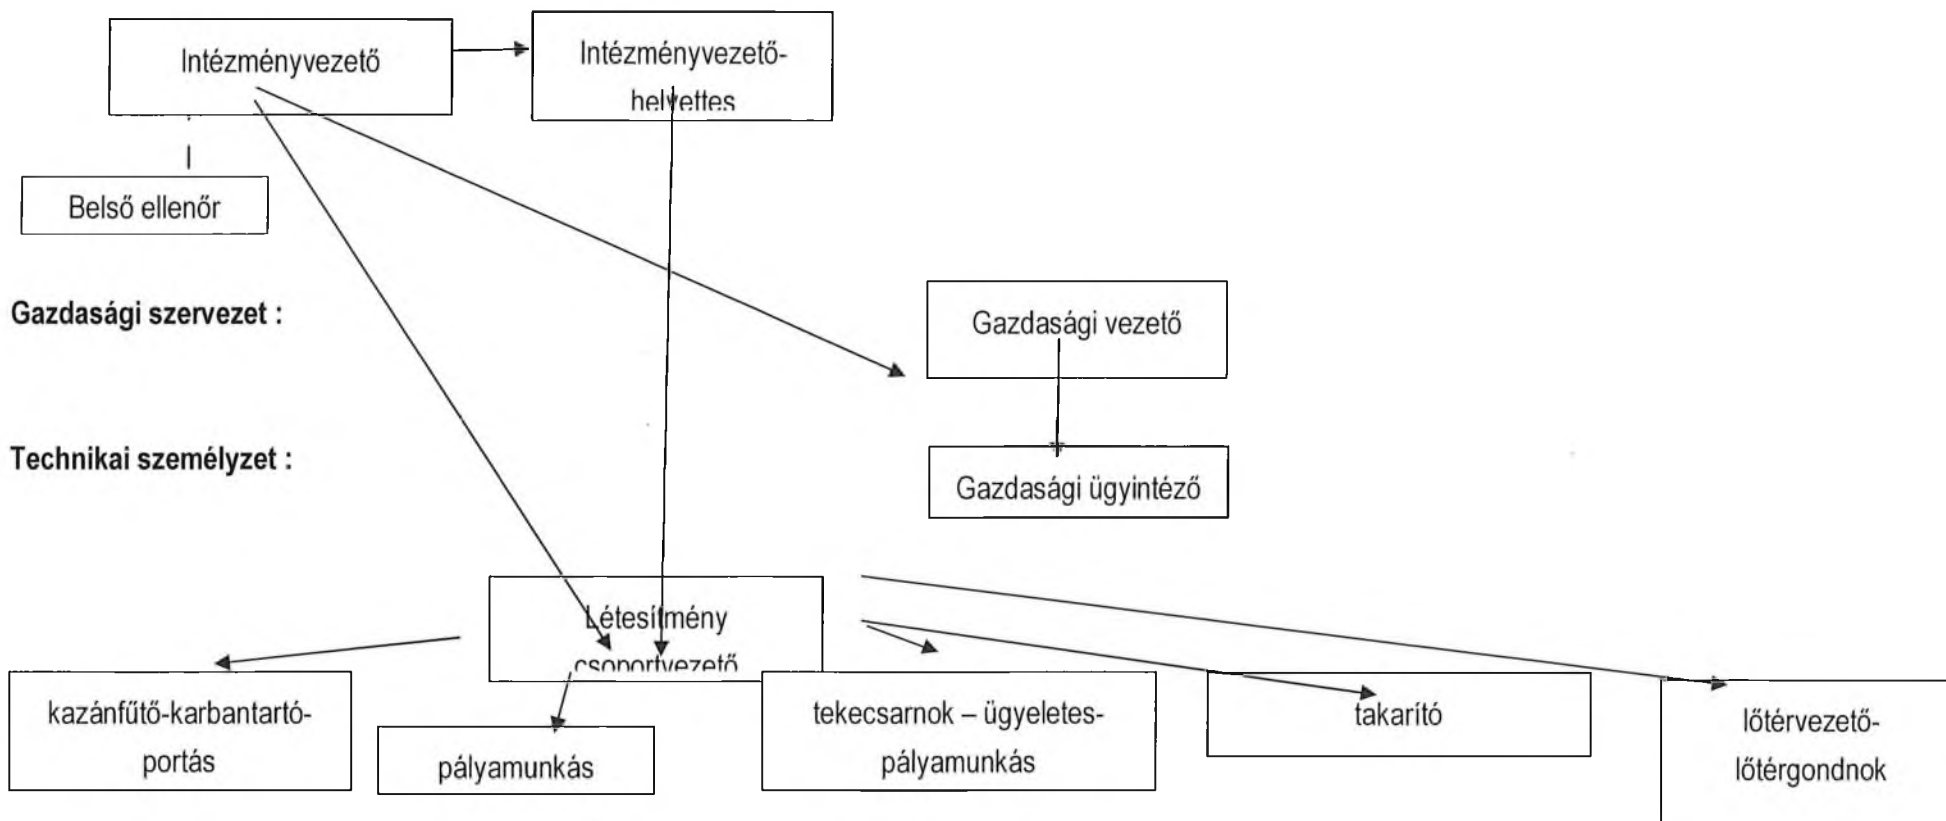 Intézményvezető
Intézményvezető-
helyettes
Belső ellenőr
Gazdasági szervezet :
Gazdasági vezető
Technikai személyzet :
Gazdasági ügyintéző
Létesítmény
csoportvezető
kazánfűtő-karbantartó-
portás
pályamunkás
tekecsarnok – ügyeletes-
pályamunkás
takarító
lőtérvezető-
lőtérgondnok